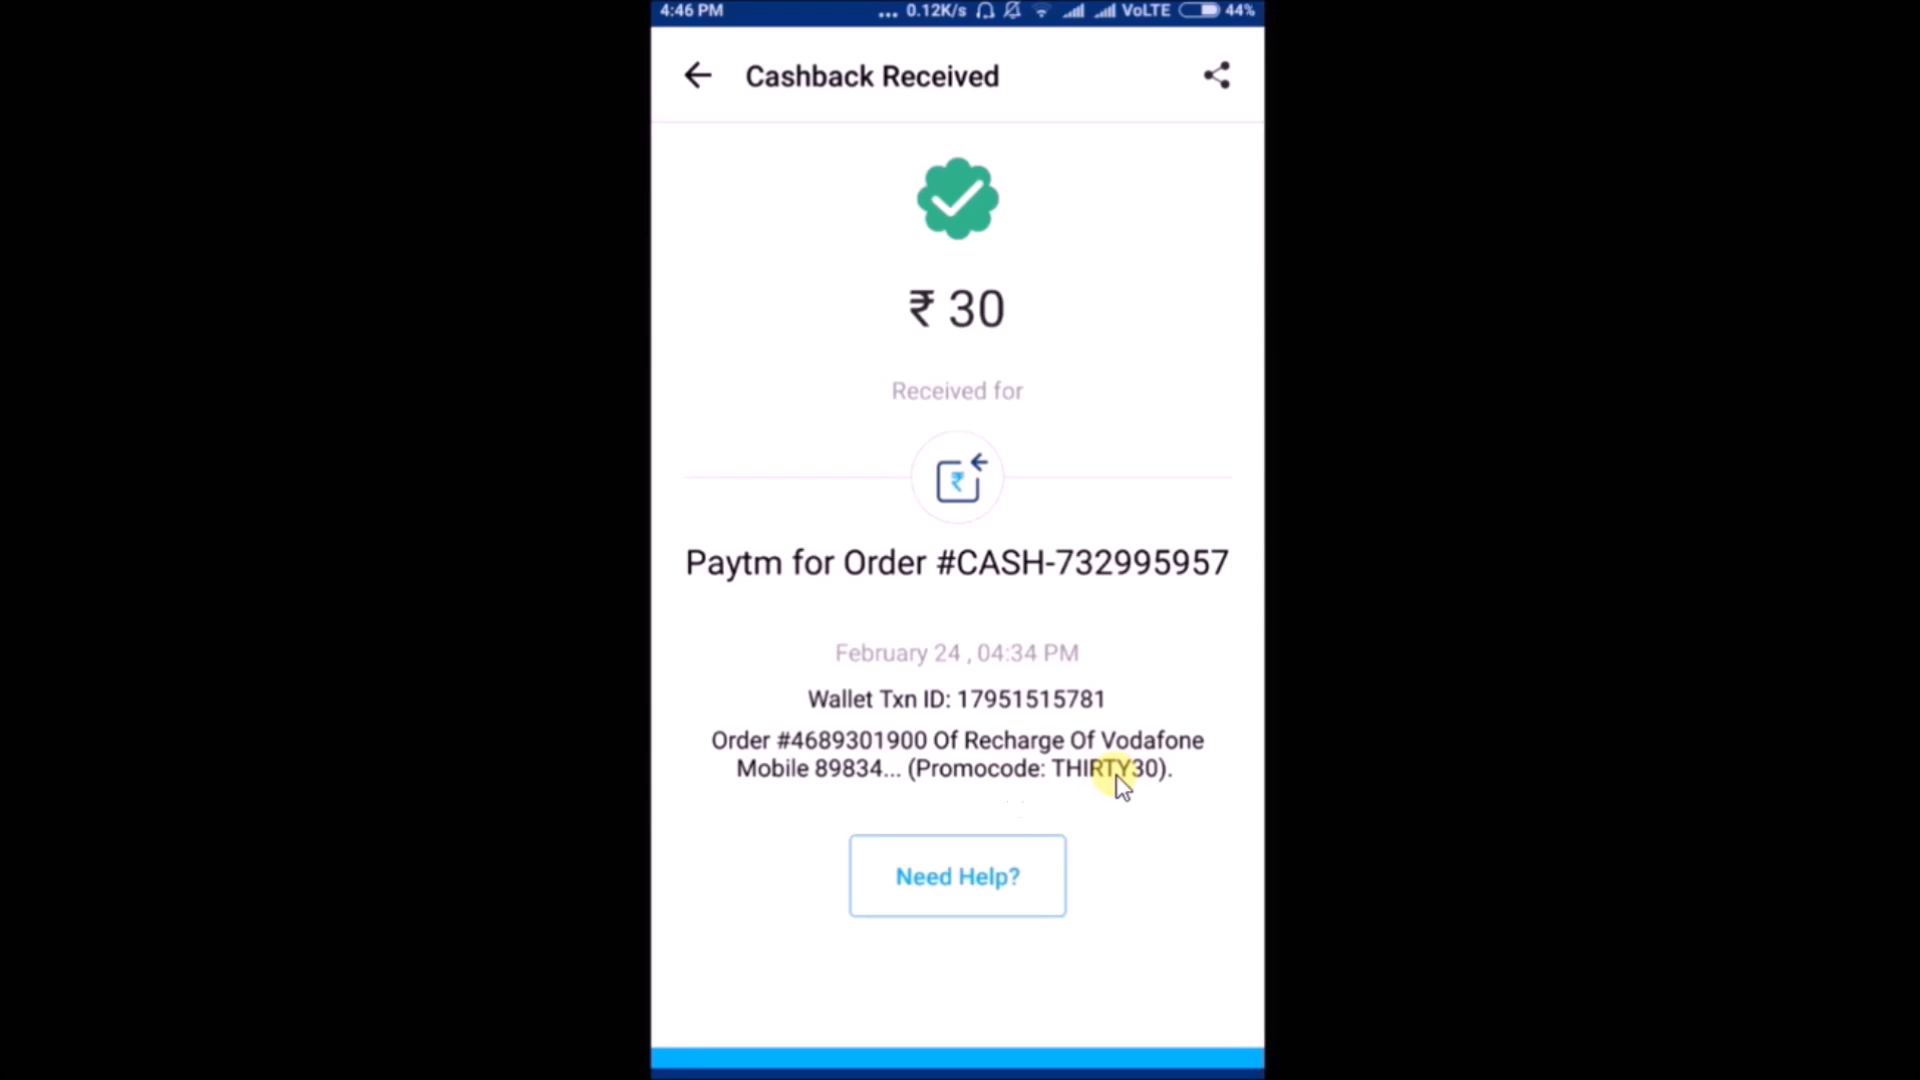 4:46 PM ... 0.12K/s VoLTE 44%
Cashback Received
₹ 30
Received for
₹
Paytm for Order #CASH-732995957
February 24 , 04:34 PM
Wallet Txn ID: 17951515781
Order #4689301900 Of Recharge Of Vodafone
Mobile 89834... (Promocode: THIRTY30).
Need Help?